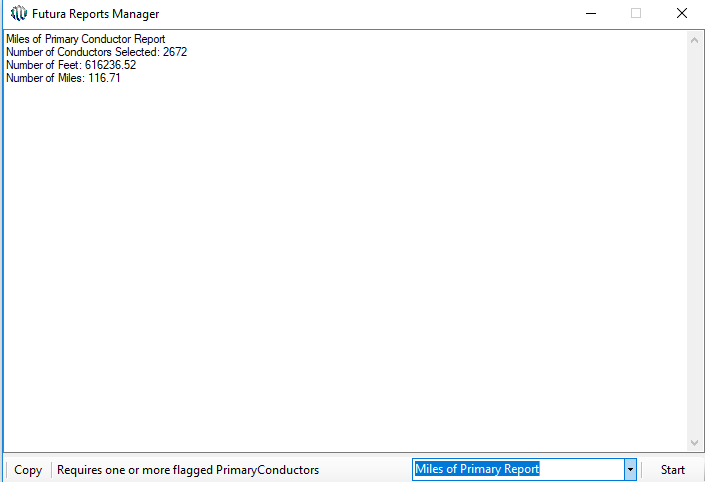 Futura Reports Manager
Miles of Primary Conductor Report
Number of Conductors Selected: 2672
Number of Feet: 616236.52
Number of Miles: 116.71
Copy Requires one or more flagged PrimaryConductors Miles of Primary Report Start